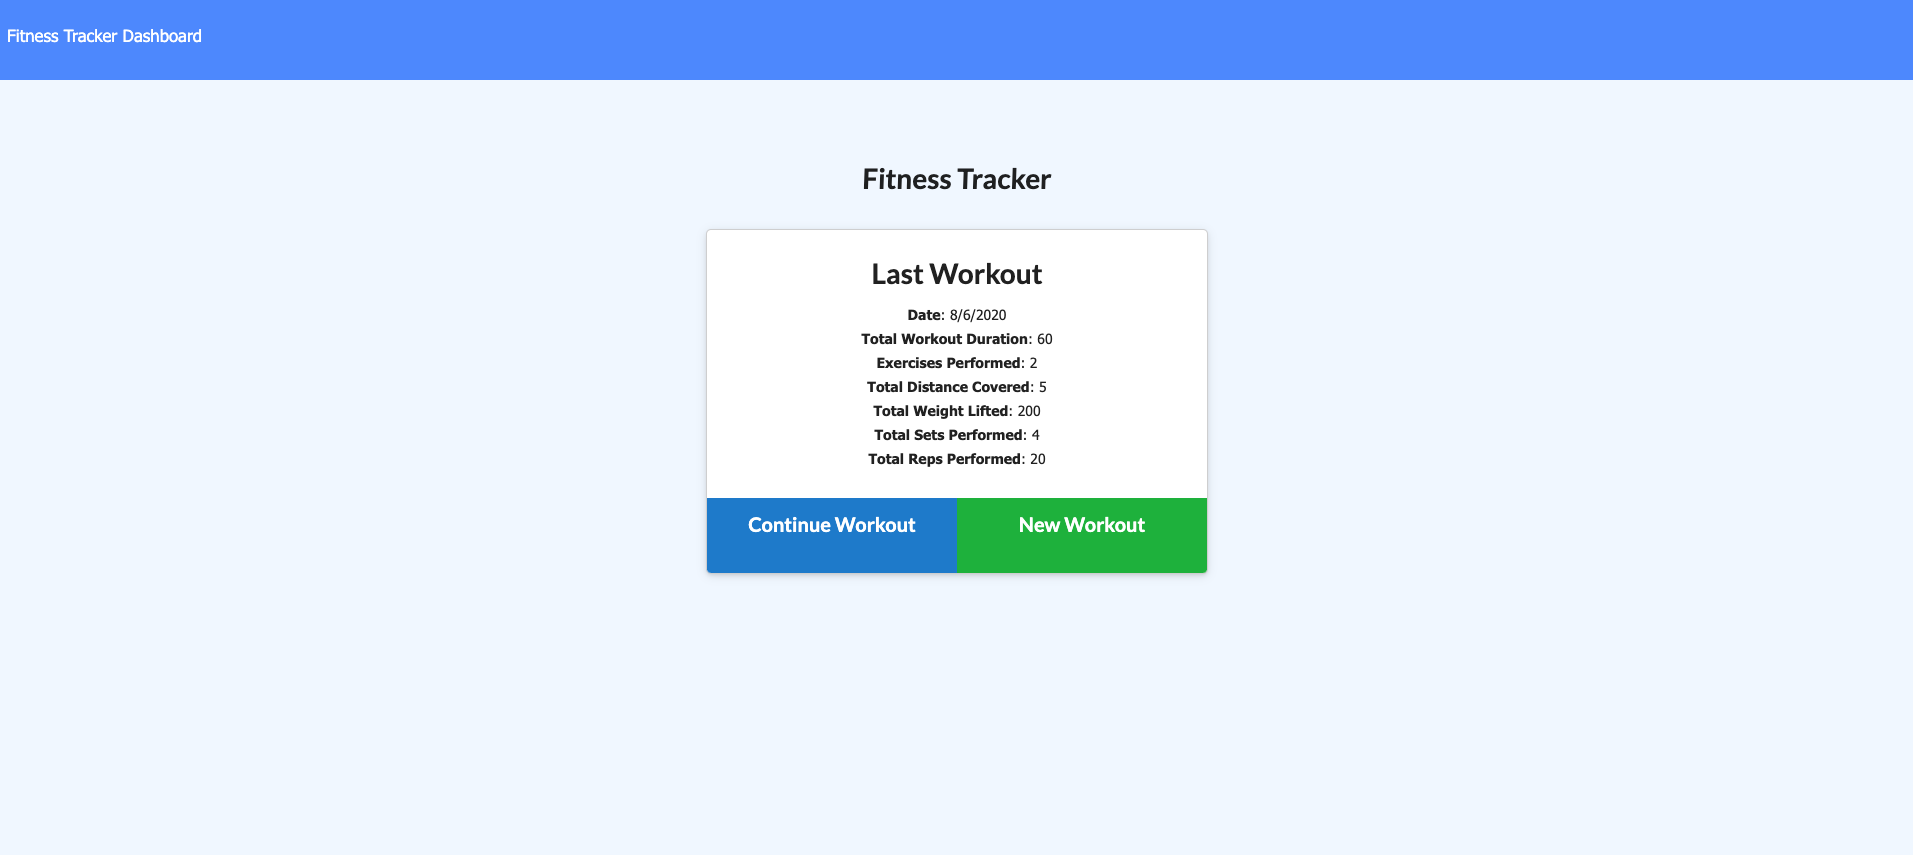 Fitness Tracker Dashboard
Fitness Tracker
Last Workout
Date: 8/6/2020
Total Workout Duration: 60
Exercises Performed: 2
Total Distance Covered: 5
Total Weight Lifted: 200
Total Sets Performed: 4
Total Reps Performed: 20
Continue Workout
New Workout